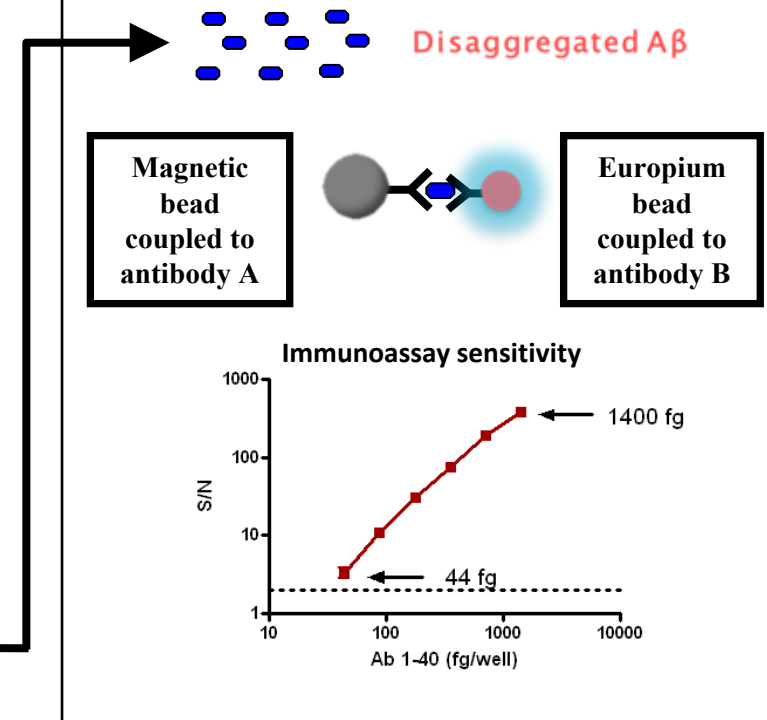 Disaggregated Aβ
Magnetic
bead
coupled to
antibody A
Europium
bead
coupled to
antibody B
Immunoassay sensitivity
1000
100
10
1
S/N
1400 fg
44 fg
10
100
1000
10000
Ab 1-40 (fg/well)